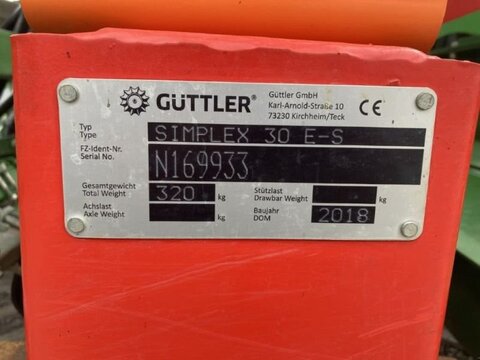 GÜTTLER®
Güttler GmbH
Karl-Arnold-Straße 10
73230 Kirchheim/Teck
CE
Typ
Type
SIMPLEX 30 E-S
FZ-Ident-Nr.
Serial No.
N169933
Gesamtgewicht
Total Weight
320 kg
Stützlast
Drawbar Weight
kg
Achslast
Axle Weight
kg
Baujahr
DOM
2018